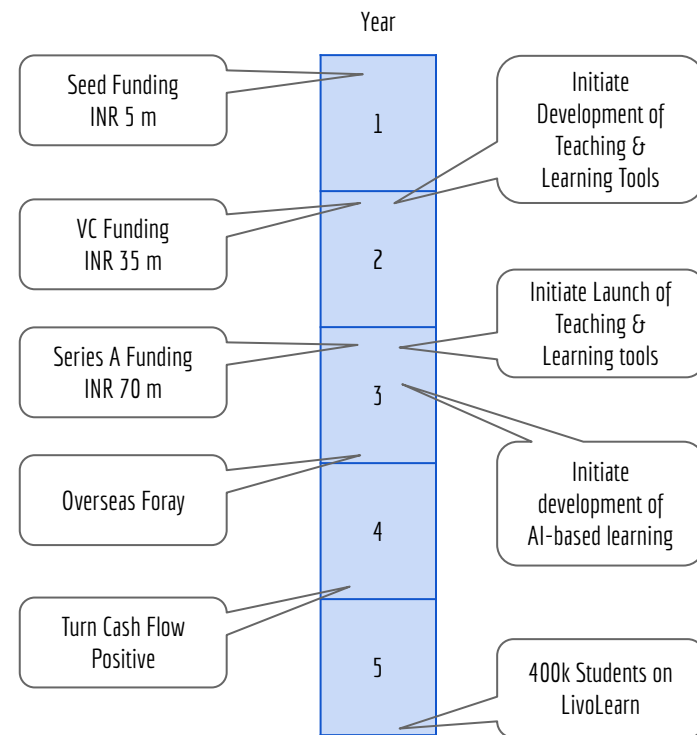 Year
Seed Funding
INR 5 m
1
Initiate
Development of
Teaching &
Learning Tools
VC Funding
INR 35 m
2
Initiate Launch of
Teaching &
Learning tools
Series A Funding
INR 70 m
3
Overseas Foray
Initiate
development of
AI-based learning
4
Turn Cash Flow
Positive
5
400k Students on
LivoLearn